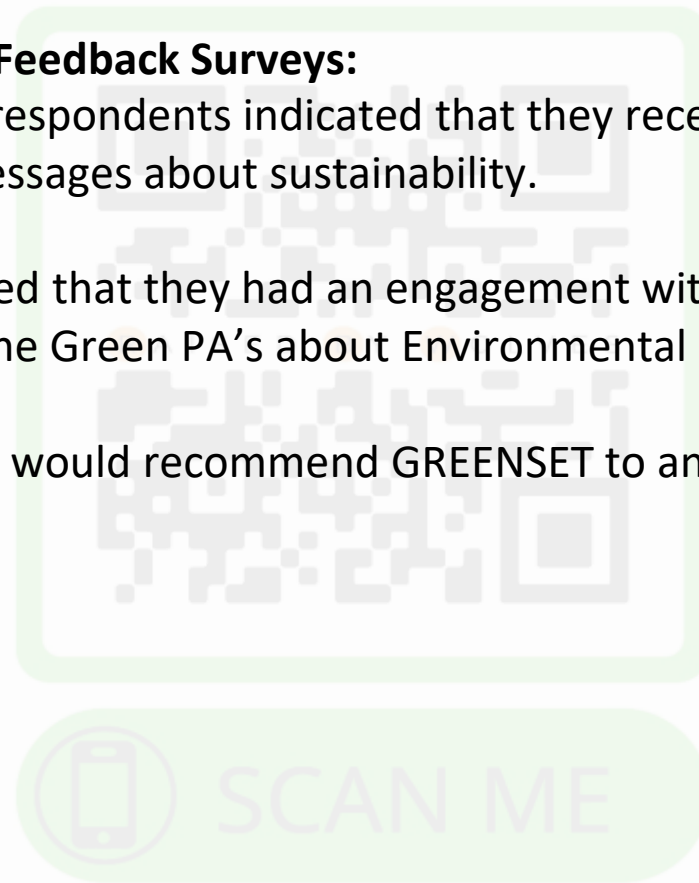 Feedback Surveys:
respondents indicated that they rece
essages about sustainability.
ed that they had an engagement wit
ne Green PA's about Environmental
would recommend GREENSET to an
SCAN ME